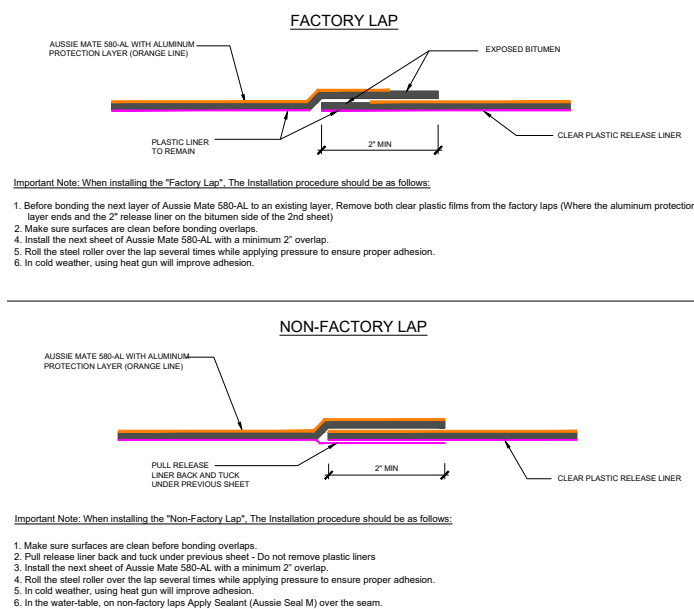 FACTORY LAP
AUSSIE MATE 580-AL WITH ALUMINUM
PROTECTION LAYER (ORANGE LINE)
EXPOSED BITUMEN
PLASTIC LINER
TO REMAIN
2" MIN
CLEAR PLASTIC RELEASE LINER
Important Note: When installing the "Factory Lap", The Installation procedure should be as follows:
1. Before bonding the next layer of Aussie Mate 580-AL to an existing layer, Remove both clear plastic films from the factory laps (Where the aluminum protection
layer ends and the 2" release liner on the bitumen side of the 2nd sheet)
2. Make sure surfaces are clean before bonding overlaps.
4. Install the next sheet of Aussie Mate 580-AL with a minimum 2" overlap.
5. Roll the steel roller over the lap several times while applying pressure to ensure proper adhesion.
6. In cold weather, using heat gun will improve adhesion.
NON-FACTORY LAP
AUSSIE MATE 580-AL WITH ALUMINUM
PROTECTION LAYER (ORANGE LINE)
PULL RELEASE
LINER BACK AND TUCK
UNDER PREVIOUS SHEET
2" MIN
CLEAR PLASTIC RELEASE LINER
Important Note: When installing the "Non-Factory Lap", The Installation procedure should be as follows:
1. Make sure surfaces are clean before bonding overlaps.
2. Pull release liner back and tuck under previous sheet - Do not remove plastic liners
3. Install the next sheet of Aussie Mate 580-AL with a minimum 2" overlap.
4. Roll the steel roller over the lap several times while applying pressure to ensure proper adhesion.
5. In cold weather, using heat gun will improve adhesion.
6. In the water-table, on non-factory laps Apply Sealant (Aussie Seal M) over the seam.